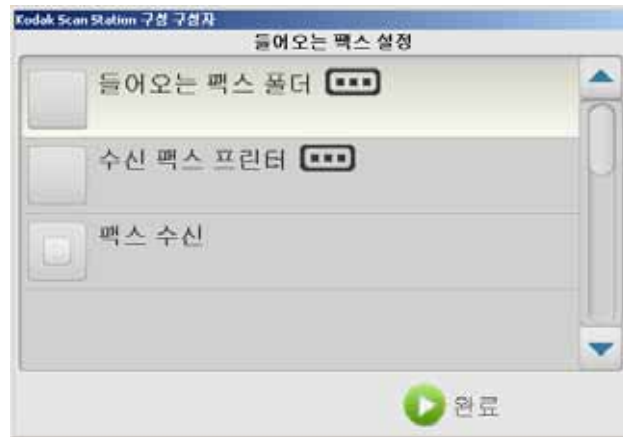 Kodak Scan Station 구성 구성자
들어오는 팩스 설정
들어오는 팩스 폴더
수신 팩스 프린터
팩스 수신
완료